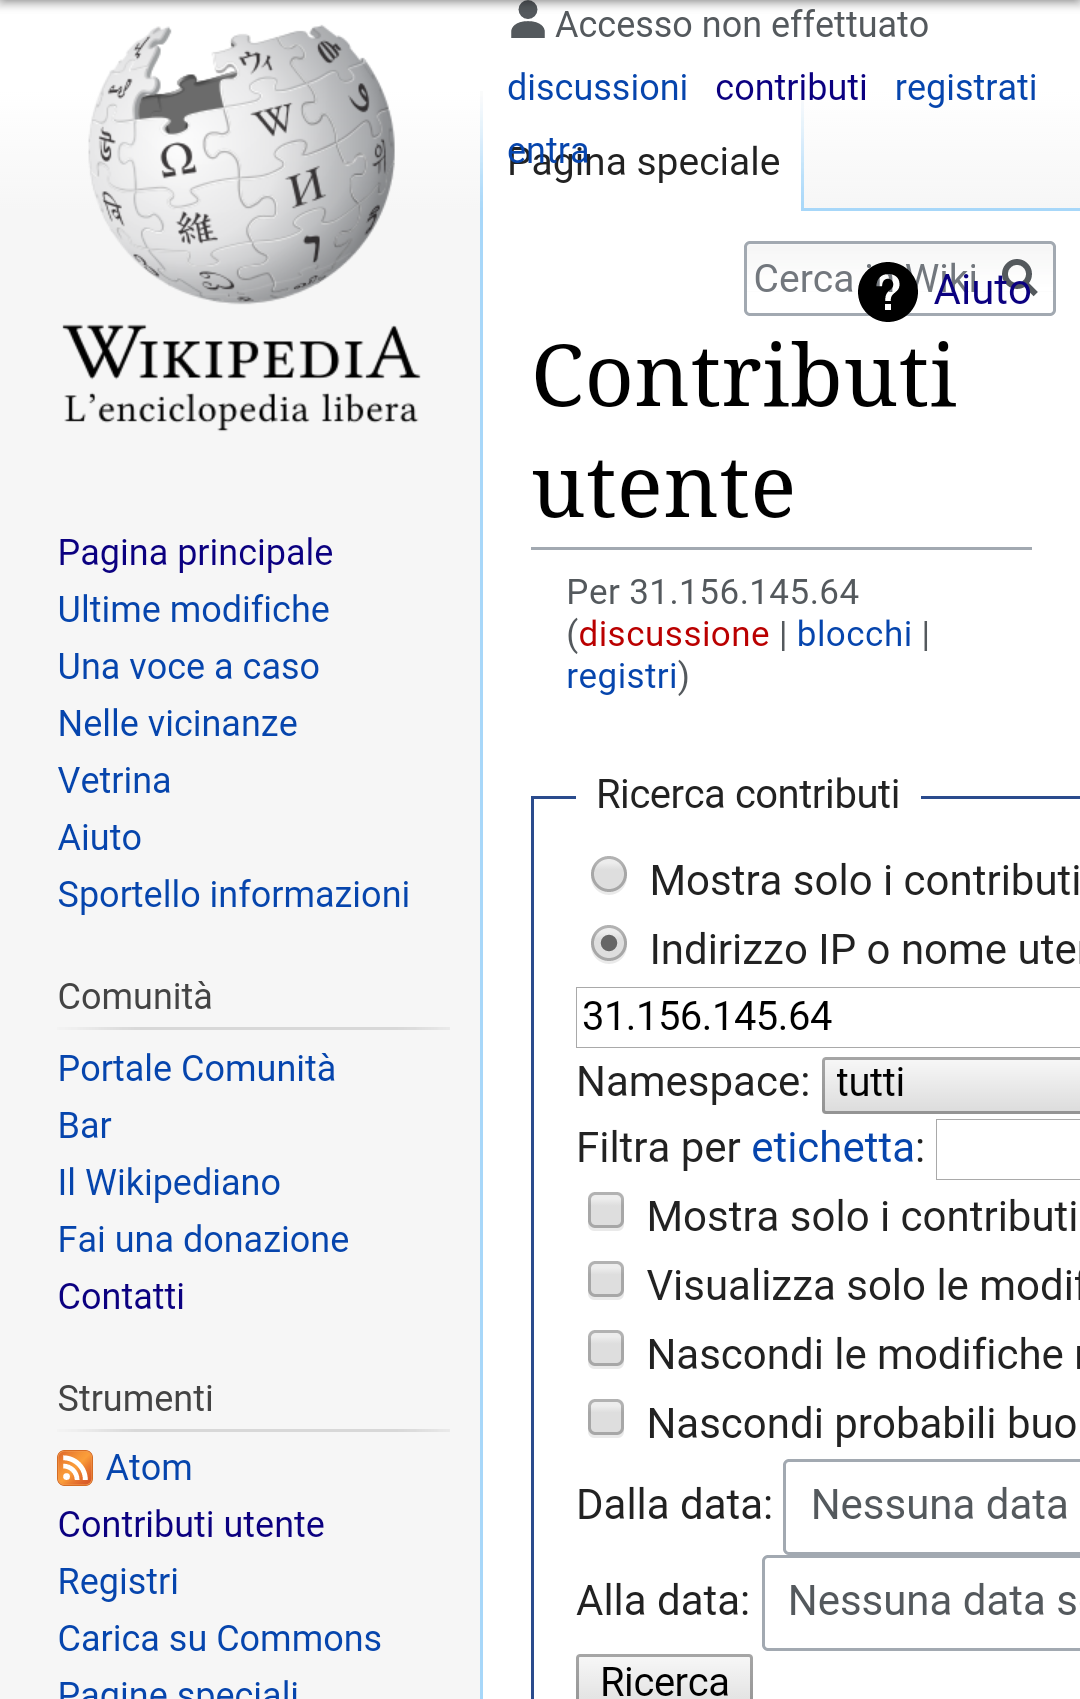 Accesso non effettuato
discussioni contributi registrati
entra
Pagina speciale
Cerca in Wiki
Aiuto
WIKIPEDIA
L'enciclopedia libera
Contributi
utente
Per 31.156.145.64
(discussione | blocchi |
registri)
Pagina principale
Ultime modifiche
Una voce a caso
Nelle vicinanze
Vetrina
Aiuto
Sportello informazioni
Comunità
Portale Comunità
Bar
Il Wikipediano
Fai una donazione
Contatti
Strumenti
Atom
Contributi utente
Registri
Carica su Commons
Pagine speciali
Ricerca contributi
Mostra solo i contributi
Indirizzo IP o nome ute
31.156.145.64
Namespace: tutti
Filtra per etichetta:
Mostra solo i contributi
Visualizza solo le modif
Nascondi le modifiche
Nascondi probabili buo
Dalla data: Nessuna data
Alla data: Nessuna data s
Ricerca